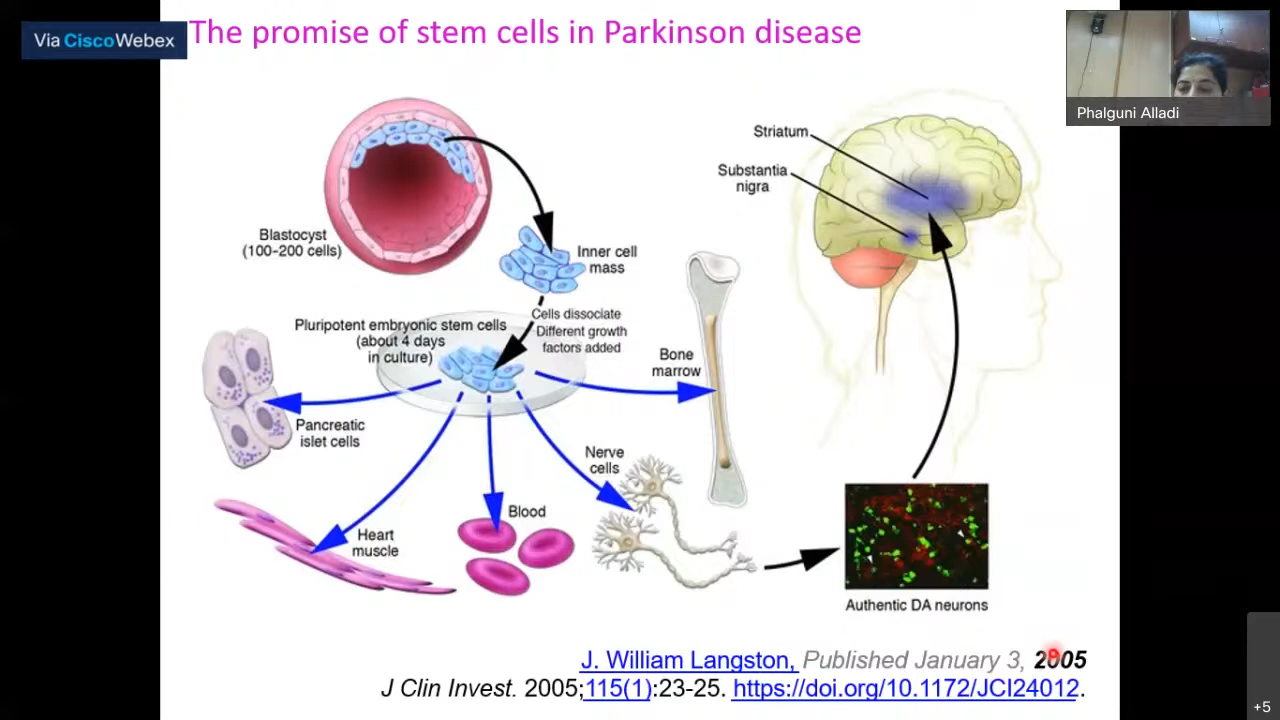 Via CiscoWebex
The promise of stem cells in Parkinson disease
Phalguni Alladi
Striatum
Substantia
nigra
Blastocyst
(100–200 cells)
Inner cell
mass
Cells dissociate
Different growth
factors added
Pluripotent embryonic stem cells
(about 4 days
in culture)
Bone
marrow
Pancreatic
islet cells
Nerve
cells
Blood
Heart
muscle
Authentic DA neurons
J. William Langston, Published January 3, 2005
J Clin Invest. 2005;115(1):23-25. https://doi.org/10.1172/JCI24012.
+5